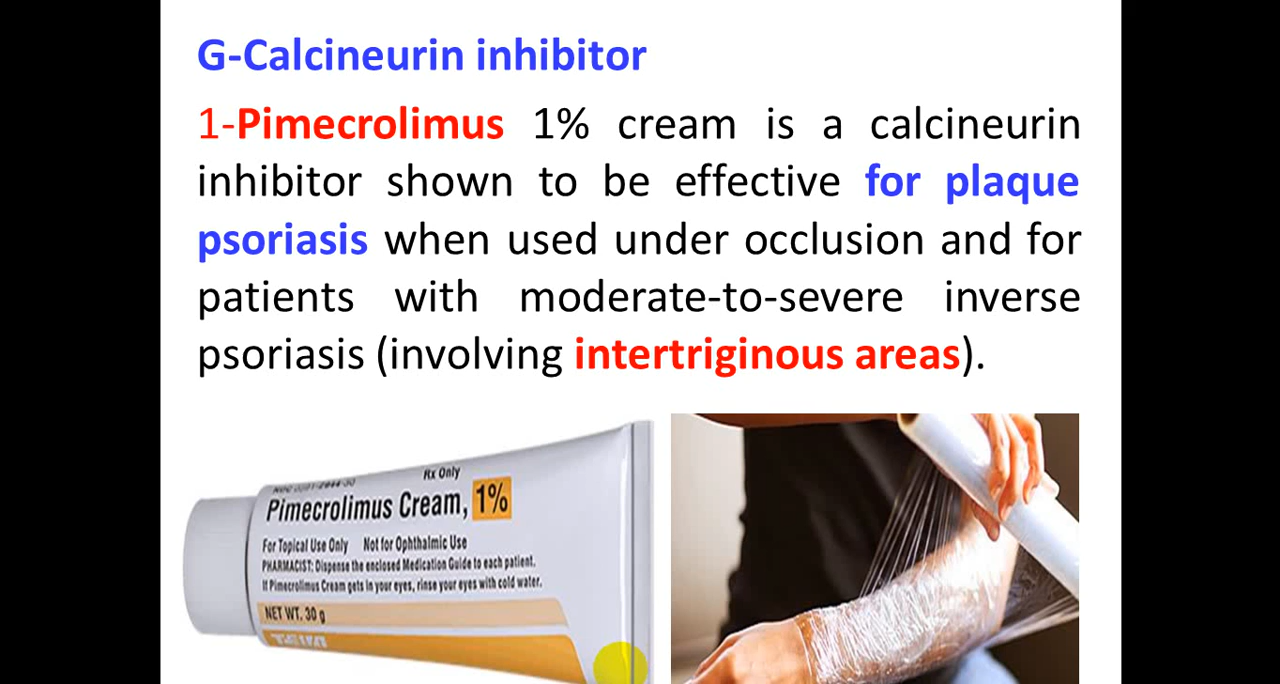 G-Calcineurin inhibitor
1-Pimecrolimus 1% cream is a calcineurin
inhibitor shown to be effective for plaque
psoriasis when used under occlusion and for
patients with moderate-to-severe inverse
psoriasis (involving intertriginous areas).
Rx Only
Pimecrolimus Cream, 1%
For Topical Use Only Not for Ophthalmic Use
PHARMACIST: Dispense the enclosed Medication Guide to each patient.
If Pimecrolimus Cream gets in your eyes, rinse your eyes with cold water.
NET WT. 30 g